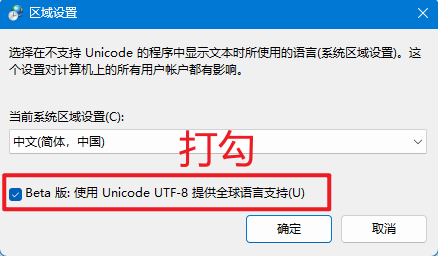 区域设置
选择在不支持 Unicode 的程序中显示文本时所使用的语言(系统区域设置)。这
个设置对计算机上的所有用户帐户都有影响。
当前系统区域设置(C):
中文(简体，中国)
打勾
Beta 版: 使用 Unicode UTF-8 提供全球语言支持(U)
确定
取消